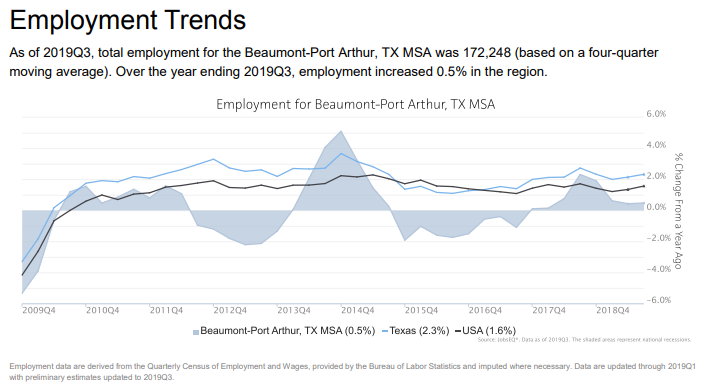 Employment Trends
As of 2019Q3, total employment for the Beaumont-Port Arthur, TX MSA was 172,248 (based on a four-quarter
moving average). Over the year ending 2019Q3, employment increased 0.5% in the region.
Employment for Beaumont-Port Arthur, TX MSA
6.0%
4.0%
2.0%
0.0%
-2.0%
-4.0%
-6.0%
% Change From a Year Ago
2009Q4 2010Q4 2011Q4 2012Q4 2013Q4 2014Q4 2015Q4 2016Q4 2017Q4 2018Q4
Beaumont-Port Arthur, TX MSA (0.5%) Texas (2.3%) USA (1.6%)
Source: JobsEQ®. Data as of 2019Q3. The shaded areas represent national recessions.
Employment data are derived from the Quarterly Census of Employment and Wages, provided by the Bureau of Labor Statistics and imputed where necessary. Data are updated through 2019Q1
with preliminary estimates updated to 2019Q3.